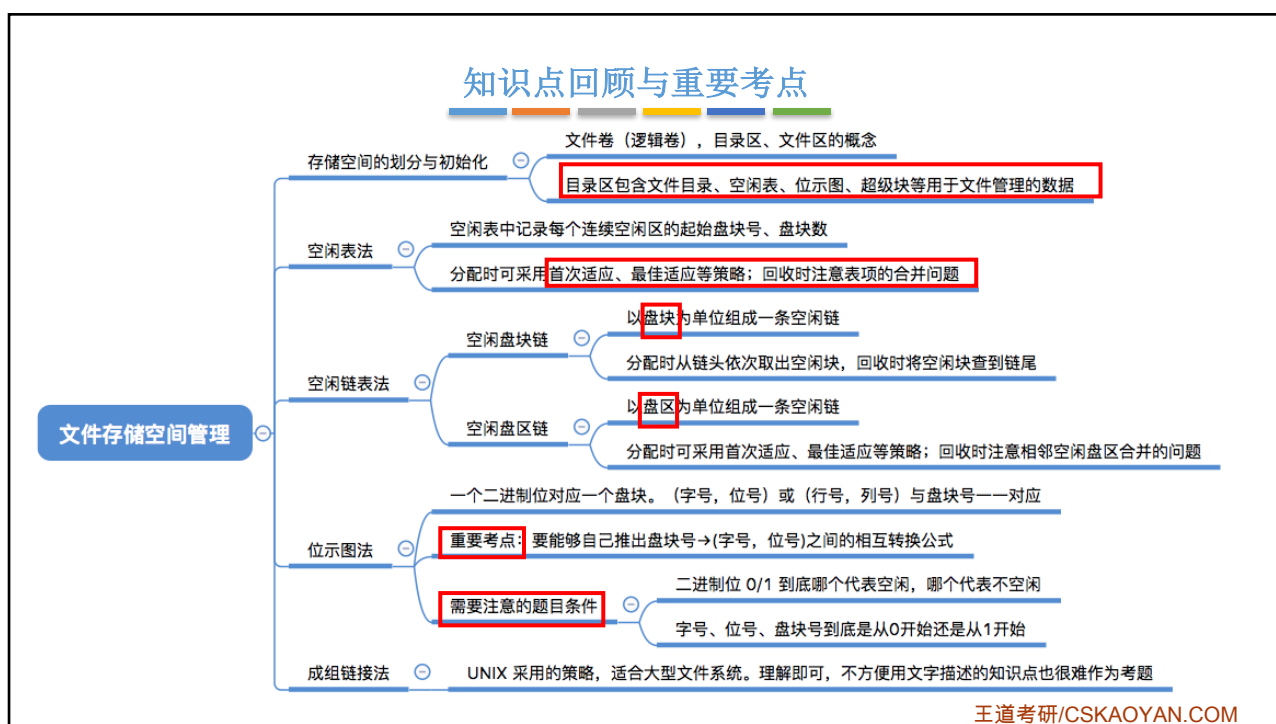 知识点回顾与重要考点
文件存储空间管理
存储空间的划分与初始化
文件卷（逻辑卷），目录区、文件区的概念
目录区包含文件目录、空闲表、位示图、超级块等用于文件管理的数据
空闲表法
空闲表中记录每个连续空闲区的起始盘块号、盘块数
分配时可采用首次适应、最佳适应等策略；回收时注意表项的合并问题
空闲链表法
空闲盘块链
以盘块为单位组成一条空闲链
分配时从链头依次取出空闲块，回收时将空闲块查到链尾
空闲盘区链
以盘区为单位组成一条空闲链
分配时可采用首次适应、最佳适应等策略；回收时注意相邻空闲盘区合并的问题
位示图法
一个二进制位对应一个盘块。（字号，位号）或（行号，列号）与盘块号一一对应
重要考点：要能够自己推出盘块号→(字号，位号)之间的相互转换公式
需要注意的题目条件
二进制位 0/1 到底哪个代表空闲，哪个代表不空闲
字号、位号、盘块号到底是从0开始还是从1开始
成组链接法
UNIX 采用的策略，适合大型文件系统。理解即可，不方便用文字描述的知识点也很难作为考题
王道考研/CSKAOYAN.COM